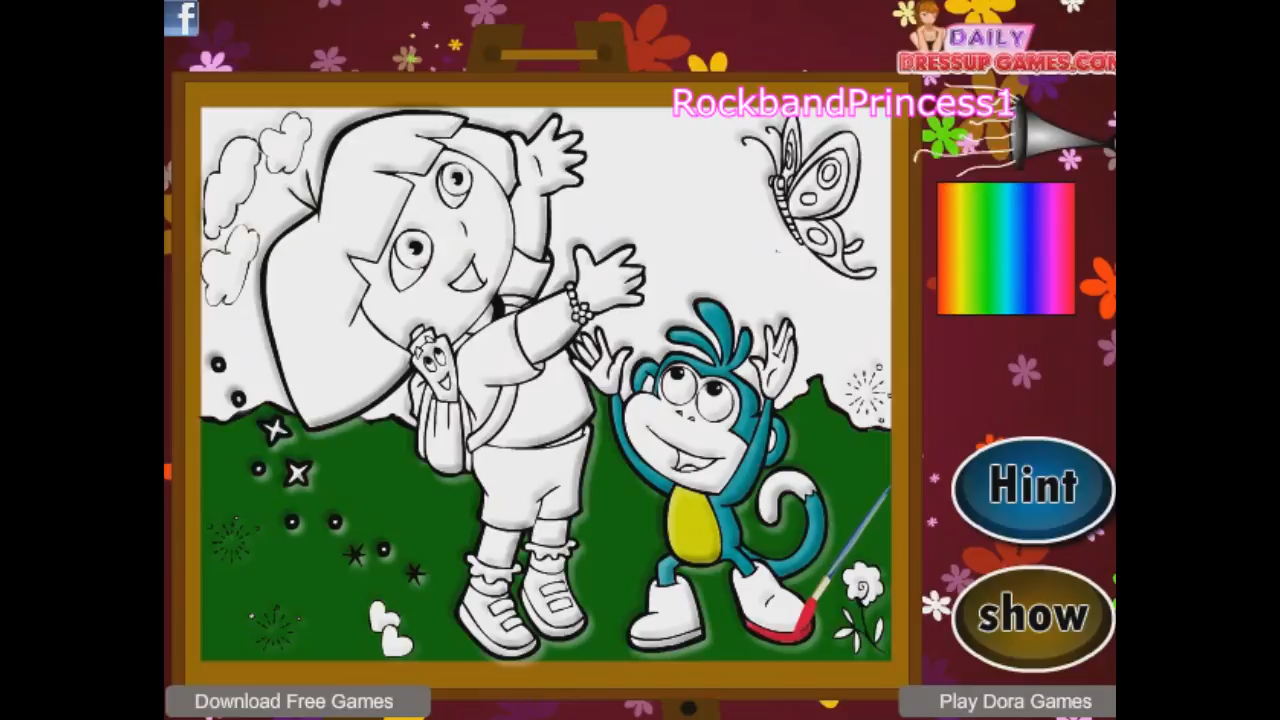 f
DAILY
DRESSUP GAMES.COM
RockbandPrincess1
Hint
show
Download Free Games
Play Dora Games